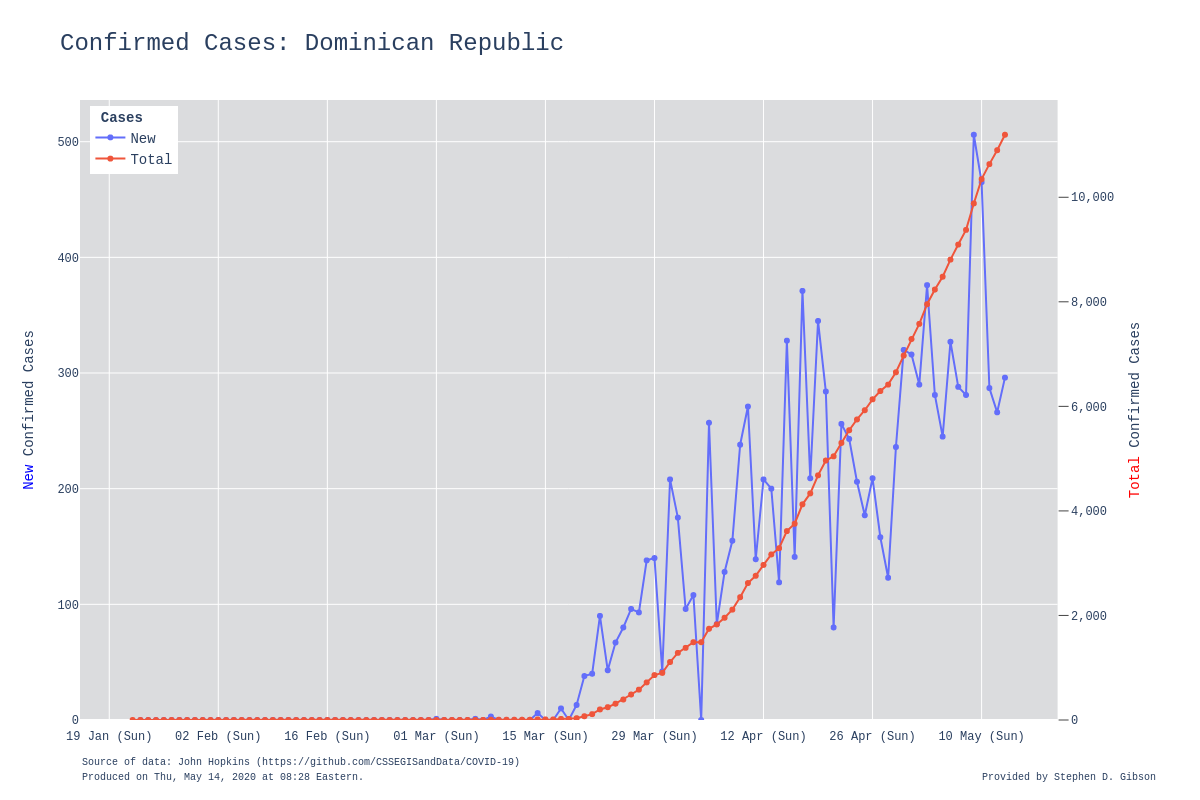 Confirmed Cases: Dominican Republic
Cases
New
Total
500
400
300
200
100
0
10,000
8,000
6,000
4,000
2,000
0
New Confirmed Cases
Total Confirmed Cases
19 Jan (Sun) 02 Feb (Sun) 16 Feb (Sun) 01 Mar (Sun) 15 Mar (Sun) 29 Mar (Sun) 12 Apr (Sun) 26 Apr (Sun) 10 May (Sun)
Source of data: John Hopkins (https://github.com/CSSEGISandData/COVID-19)
Produced on Thu, May 14, 2020 at 08:28 Eastern.
Provided by Stephen D. Gibson